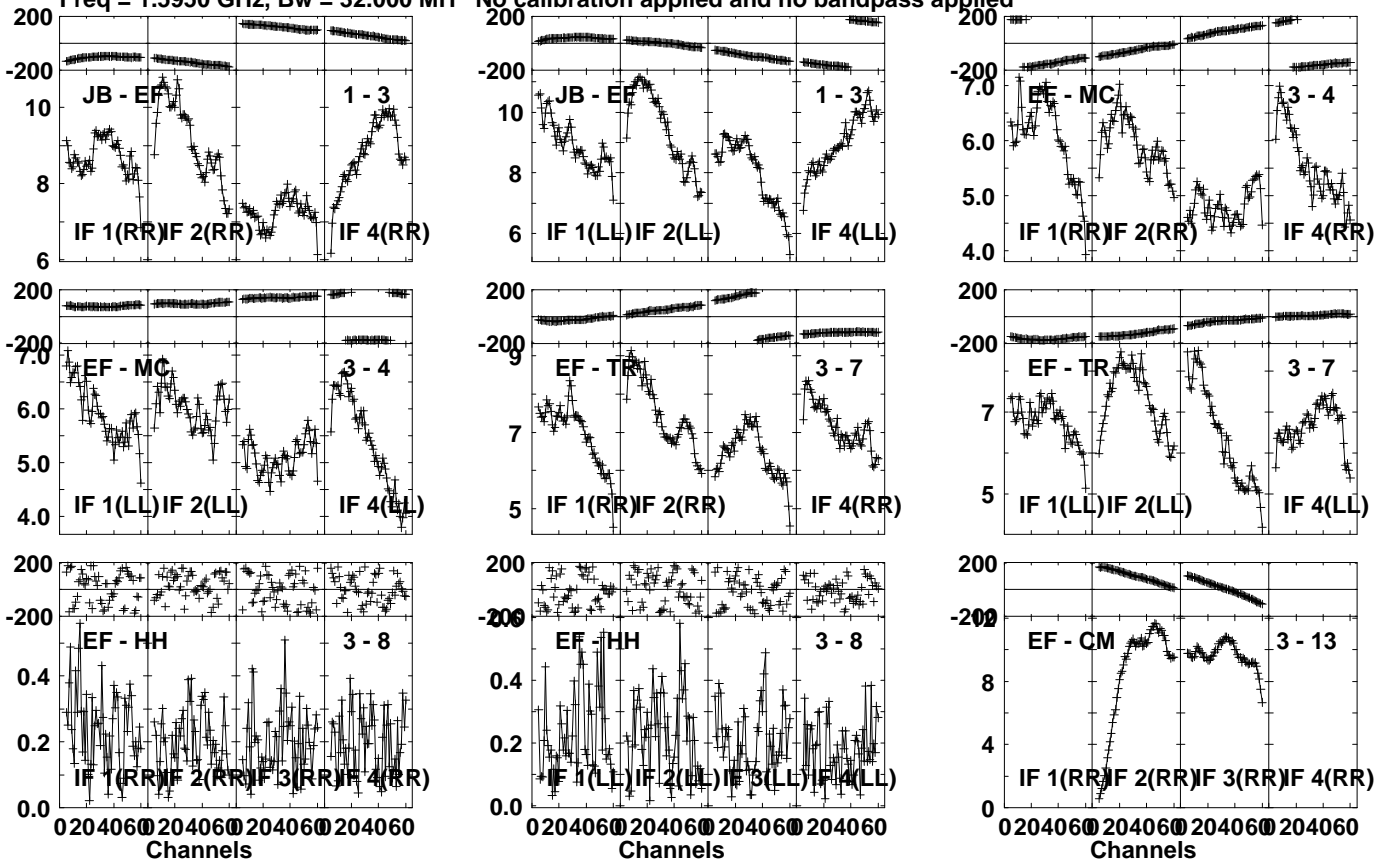 Freq = 1.5950 GHz, Bw = 32.000 MH No calibration applied and no bandpass applied
200
-200
10
8
6
JB - EF 1 - 3
IF 1(RR) IF 2(RR) IF 4(RR)
200
-200
10
8
6
JB - EF 1 - 3
IF 1(LL) IF 2(LL) IF 4(LL)
200
-200
7.0
6.0
5.0
4.0
EF - MC 3 - 4
IF 1(RR) IF 2(RR) IF 4(RR)
200
-200
7.0
6.0
5.0
4.0
EF - MC 3 - 4
IF 1(LL) IF 2(LL) IF 4(LL)
200
-200
9
7
5
EF - TR 3 - 7
IF 1(RR) IF 2(RR) IF 4(RR)
200
-200
7
5
EF - TR 3 - 7
IF 1(LL) IF 2(LL) IF 4(LL)
200
-200
0.4
0.2
0.0
EF - HH 3 - 8
IF 1(RR) IF 2(RR) IF 3(RR) IF 4(RR)
0 20 40 60 0 20 40 60 0 20 40 60 0 20 40 60
Channels
200
-200
0.6
0.4
0.2
0.0
EF - HH 3 - 8
IF 1(LL) IF 2(LL) IF 3(LL) IF 4(LL)
0 20 40 60 0 20 40 60 0 20 40 60 0 20 40 60
Channels
200
-200
12
8
4
0
EF - CM 3 - 13
IF 1(RR) IF 2(RR) IF 3(RR) IF 4(RR)
0 20 40 60 0 20 40 60 0 20 40 60 0 20 40 60
Channels